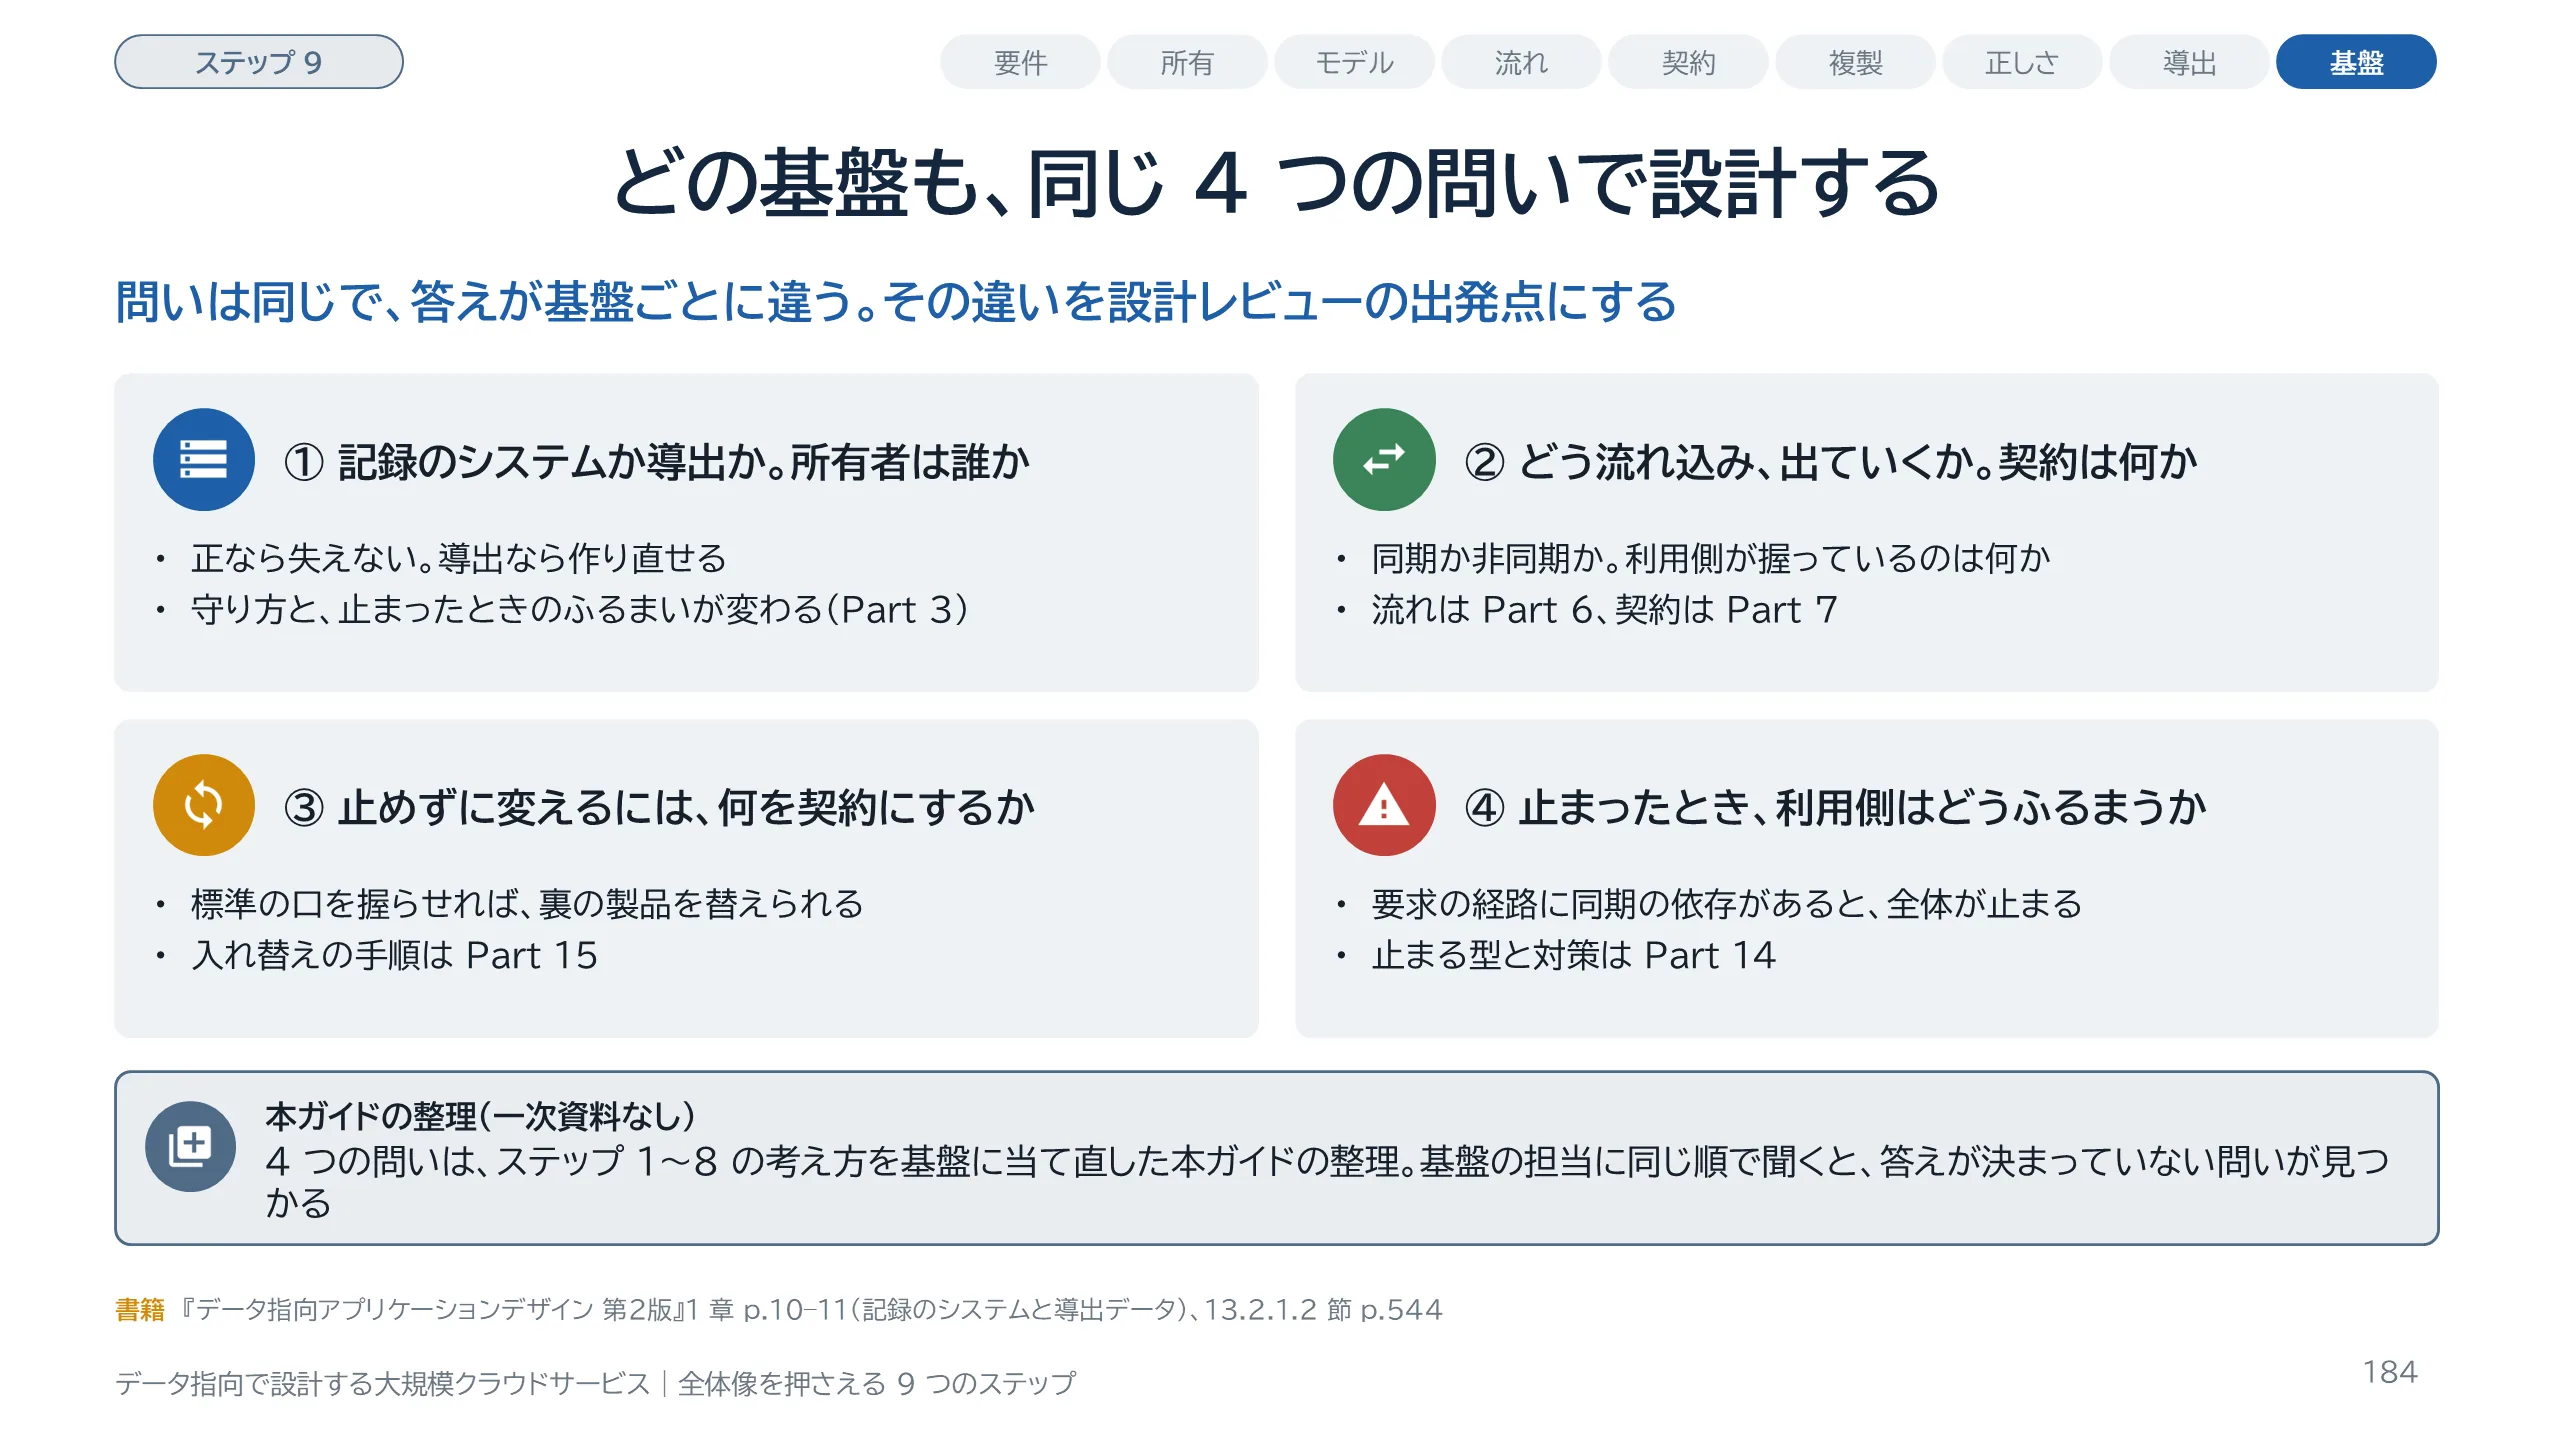 ステップ 9
要件
所有
モデル
流れ
契約
複製
正しさ
導出
基盤
どの基盤も、同じ 4 つの問いで設計する
問いは同じで、答えが基盤ごとに違う。その違いを設計レビューの出発点にする
① 記録のシステムか導出か。所有者は誰か
・ 正なら失えない。導出なら作り直せる
・ 守り方と、止まったときのふるまいが変わる（Part 3）
② どう流れ込み、出ていくか。契約は何か
・ 同期か非同期か。利用側が握っているのは何か
・ 流れは Part 6、契約は Part 7
③ 止めずに変えるには、何を契約にするか
・ 標準の口を握らせれば、裏の製品を替えられる
・ 入れ替えの手順は Part 15
④ 止まったとき、利用側はどうふるまうか
・ 要求の経路に同期の依存があると、全体が止まる
・ 止まる型と対策は Part 14
本ガイドの整理（一次資料なし）
4 つの問いは、ステップ 1～8 の考え方を基盤に当て直した本ガイドの整理。基盤の担当に同じ順で聞くと、答えが決まっていない問いが見つ
かる
書籍 『データ指向アプリケーションデザイン 第2版』1 章 p.10–11（記録のシステムと導出データ）、13.2.1.2 節 p.544
データ指向で設計する大規模クラウドサービス｜全体像を押さえる 9 つのステップ
184